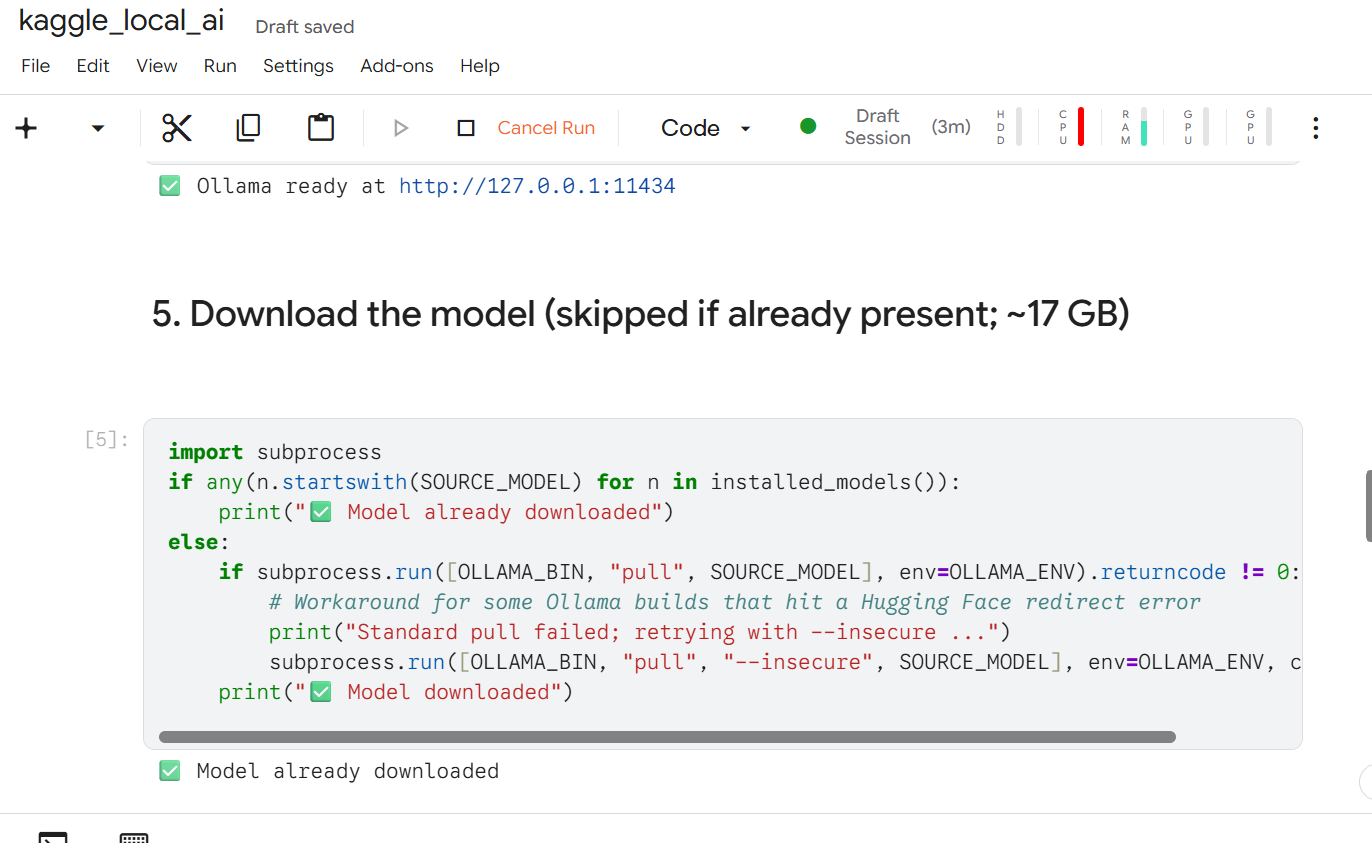 kaggle_local_ai Draft saved
File Edit View Run Settings Add-ons Help
Cancel Run Code Draft Session (3m) HDD CPU RAM GPU GPU
✅ Ollama ready at http://127.0.0.1:11434
5. Download the model (skipped if already present; ~17 GB)
[5]:
import subprocess
if any(n.startswith(SOURCE_MODEL) for n in installed_models()):
    print("✅ Model already downloaded")
else:
    if subprocess.run([OLLAMA_BIN, "pull", SOURCE_MODEL], env=OLLAMA_ENV).returncode != 0:
        # Workaround for some Ollama builds that hit a Hugging Face redirect error
        print("Standard pull failed; retrying with --insecure ...")
        subprocess.run([OLLAMA_BIN, "pull", "--insecure", SOURCE_MODEL], env=OLLAMA_ENV, c
    print("✅ Model downloaded")
✅ Model already downloaded